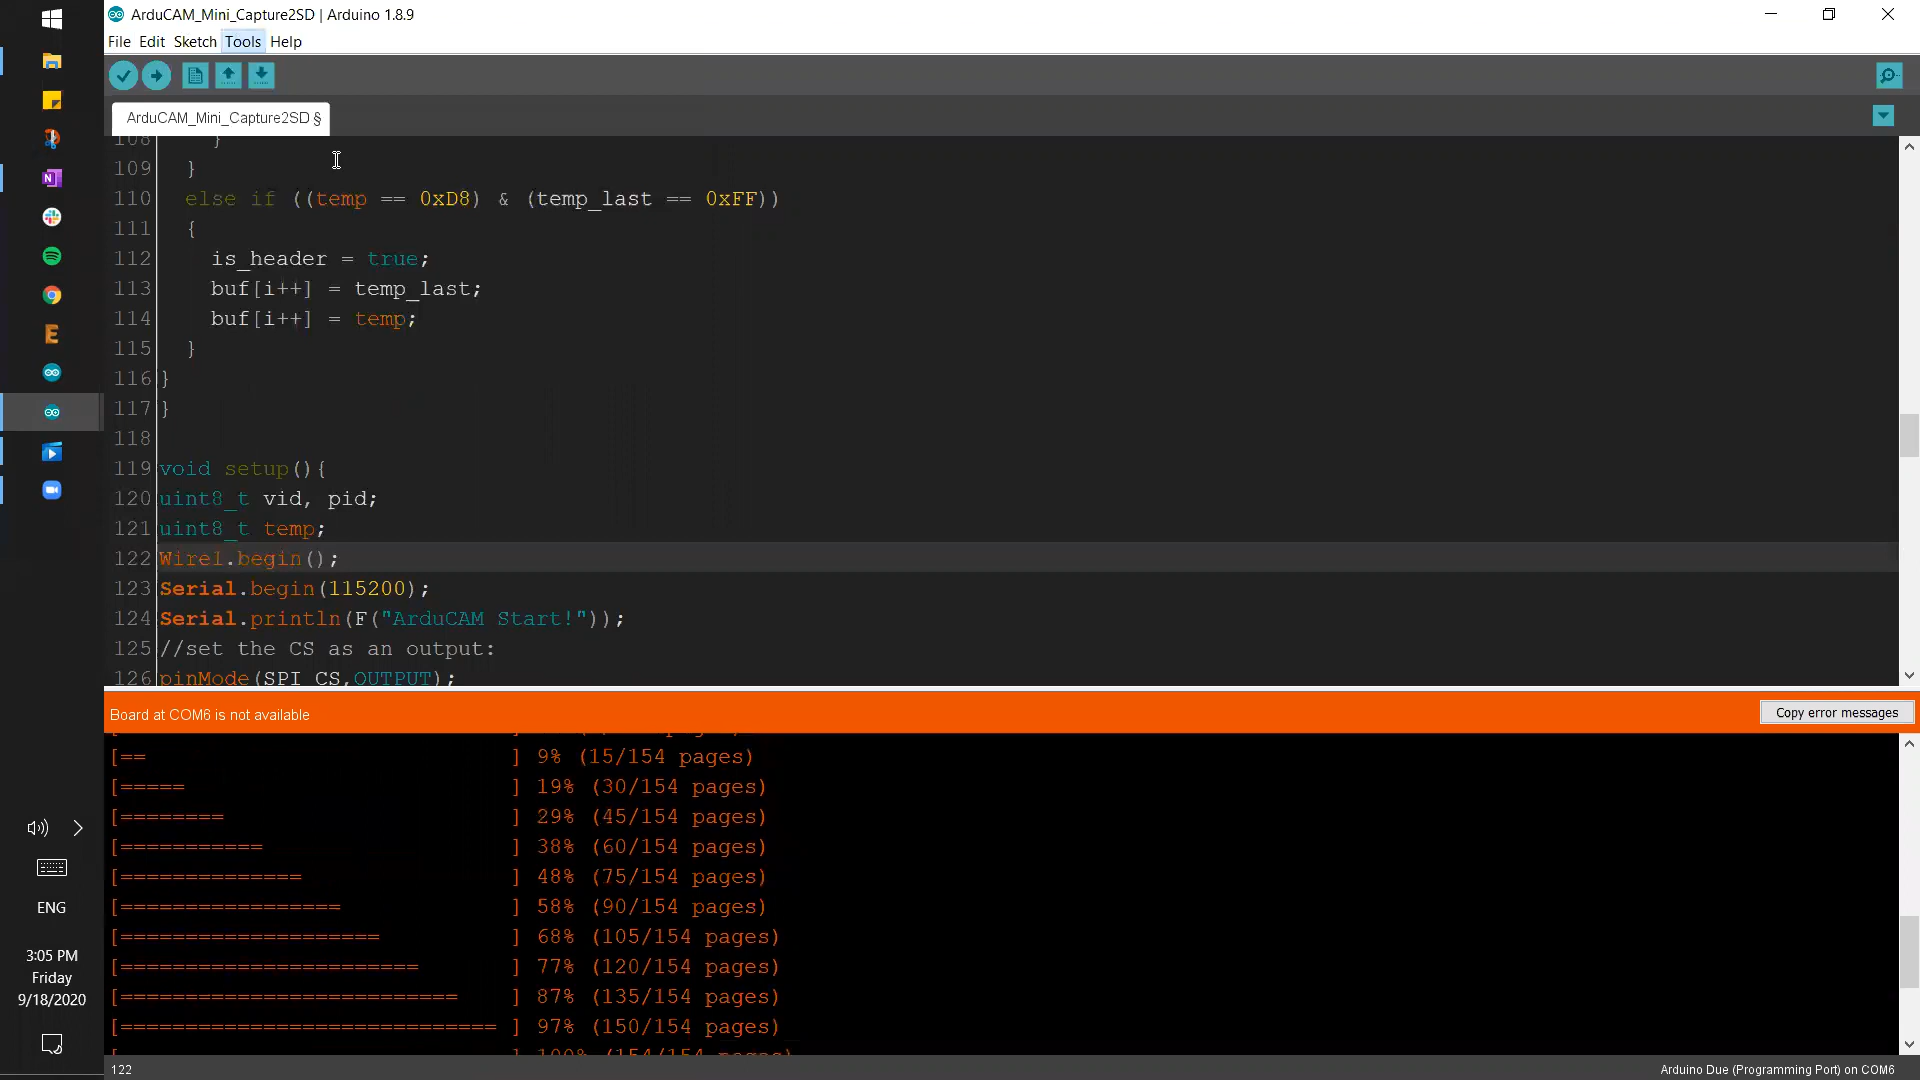 ArduCAM_Mini_Capture2SD | Arduino 1.8.9
File Edit Sketch Tools Help
ArduCAM_Mini_Capture2SD §
108 }
109 }
110 else if ((temp == 0xD8) & (temp_last == 0xFF))
111 {
112 is_header = true;
113 buf[i++] = temp_last;
114 buf[i++] = temp;
115 }
116 }
117 }
118
119 void setup(){
120 uint8_t vid, pid;
121 uint8_t temp;
122 Wire1.begin();
123 Serial.begin(115200);
124 Serial.println(F("ArduCAM Start!"));
125 //set the CS as an output:
126 pinMode(SPI_CS,OUTPUT);
Board at COM6 is not available
Copy error messages
[== ] 9% (15/154 pages)
[===== ] 19% (30/154 pages)
[======== ] 29% (45/154 pages)
[=========== ] 38% (60/154 pages)
[============== ] 48% (75/154 pages)
[================= ] 58% (90/154 pages)
[==================== ] 68% (105/154 pages)
[======================= ] 77% (120/154 pages)
[========================== ] 87% (135/154 pages)
[============================= ] 97% (150/154 pages)
100% (154/154 pages)
122
Arduino Due (Programming Port) on COM6
ENG
3:05 PM
Friday
9/18/2020